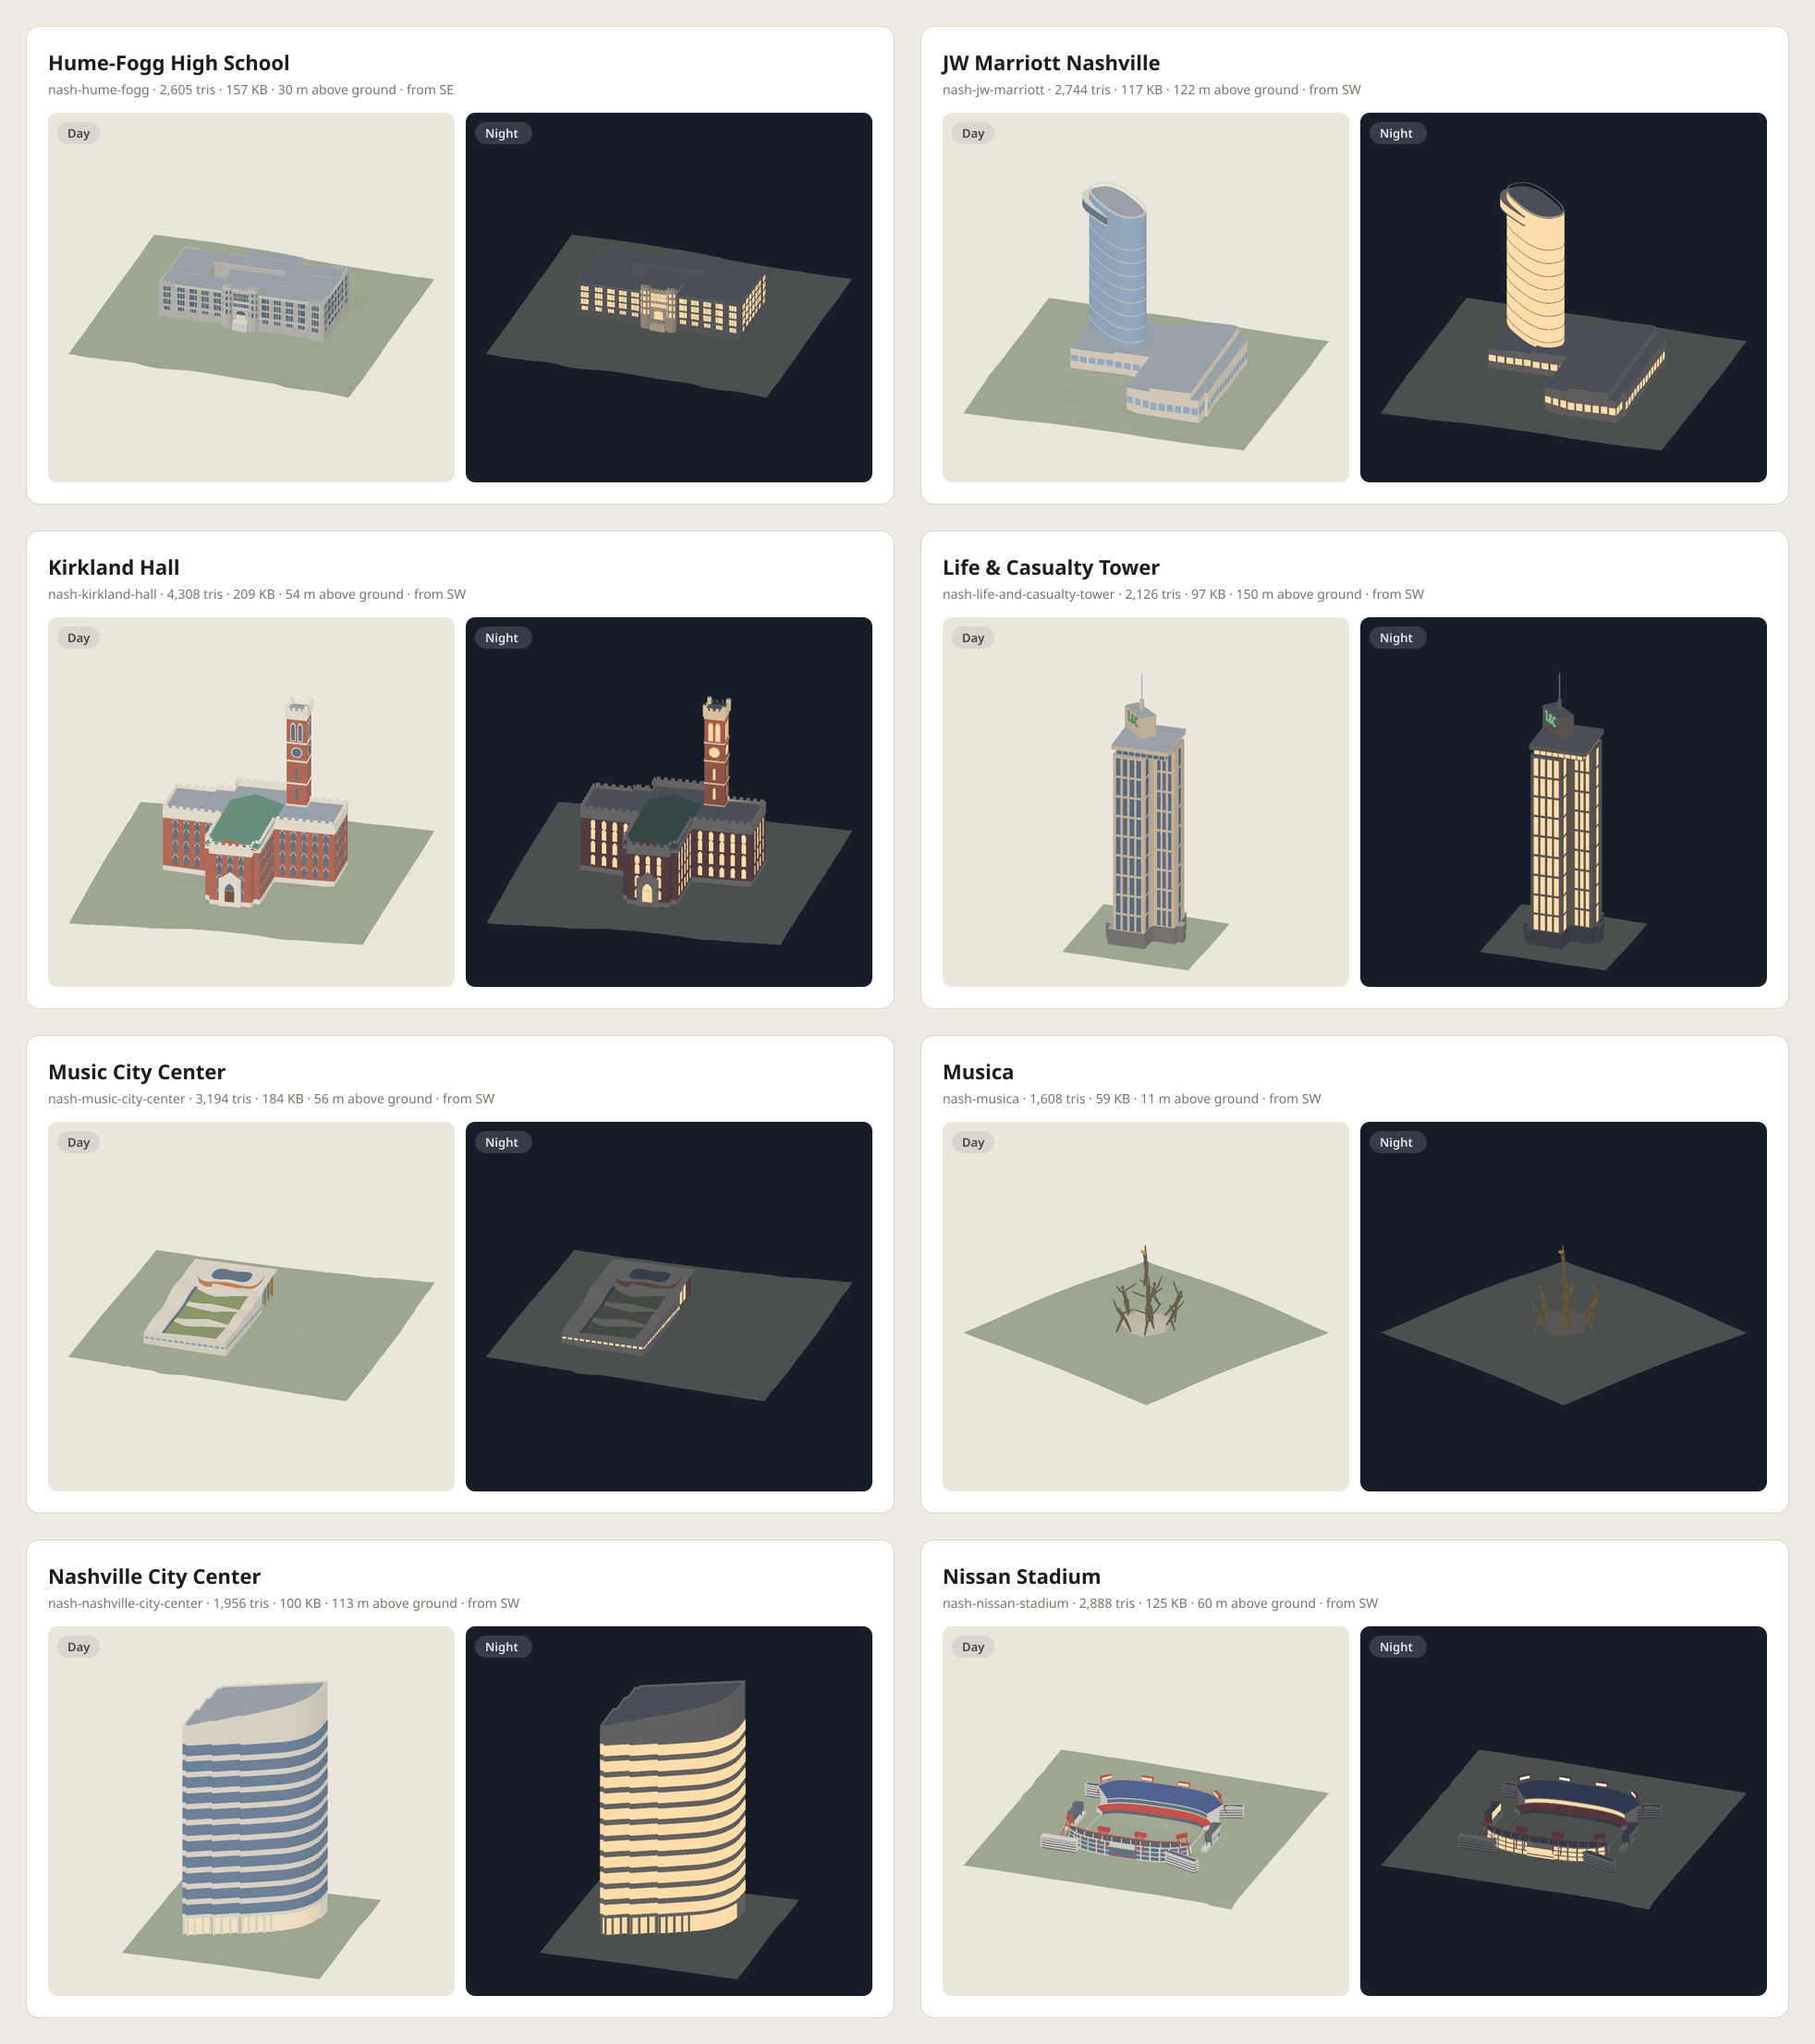 Hume-Fogg High School
nash-hume-fogg · 2,605 tris · 157 KB · 30 m above ground · from SE
Day
Night
JW Marriott Nashville
nash-jw-marriott · 2,744 tris · 117 KB · 122 m above ground · from SW
Day
Night
Kirkland Hall
nash-kirkland-hall · 4,308 tris · 209 KB · 54 m above ground · from SW
Day
Night
Life & Casualty Tower
nash-life-and-casualty-tower · 2,126 tris · 97 KB · 150 m above ground · from SW
Day
Night
Music City Center
nash-music-city-center · 3,194 tris · 184 KB · 56 m above ground · from SW
Day
Night
Musica
nash-musica · 1,608 tris · 59 KB · 11 m above ground · from SW
Day
Night
Nashville City Center
nash-nashville-city-center · 1,956 tris · 100 KB · 113 m above ground · from SW
Day
Night
Nissan Stadium
nash-nissan-stadium · 2,888 tris · 125 KB · 60 m above ground · from SW
Day
Night